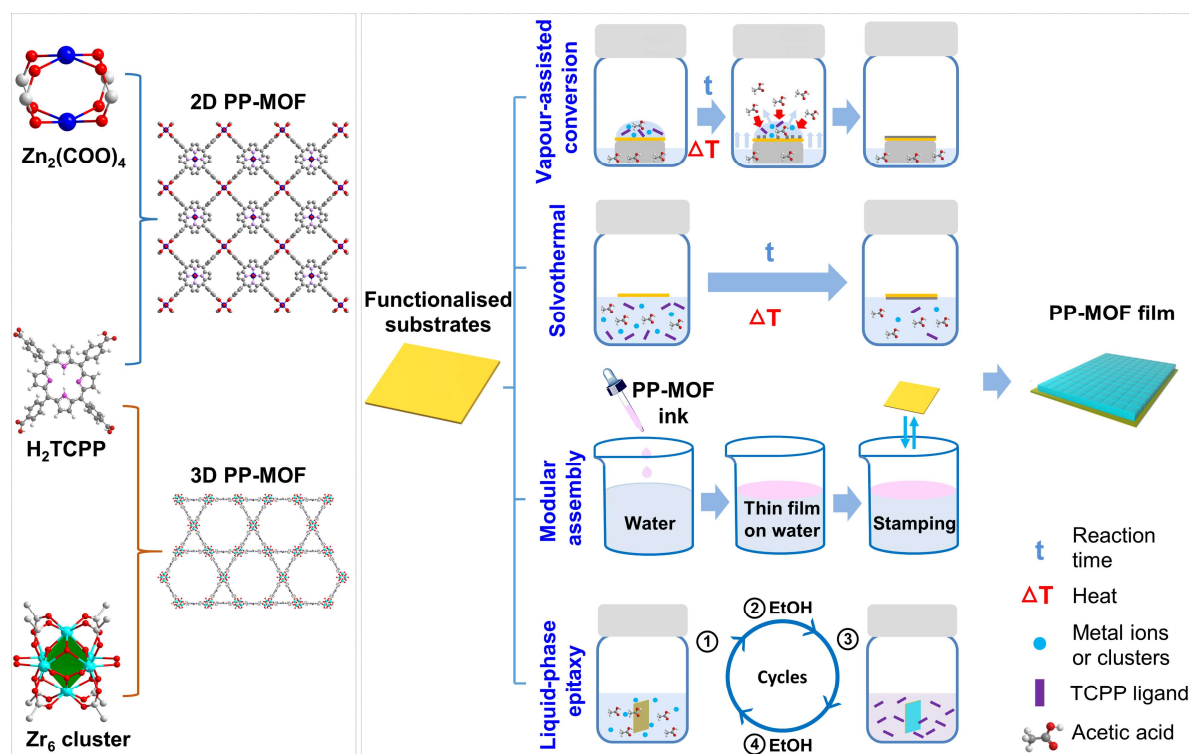 Zn₂(COO)₄
2D PP-MOF
H₂TCPP
3D PP-MOF
Zr₆ cluster
Functionalised
substrates
Vapour-assisted
conversion
t
ΔT
Solvothermal
t
ΔT
Modular
assembly
PP-MOF
ink
Water
Thin film
on water
Stamping
Liquid-phase
epitaxy
①
② EtOH
③
Cycles
④ EtOH
PP-MOF film
t Reaction
time
ΔT Heat
Metal ions
or clusters
TCPP ligand
Acetic acid